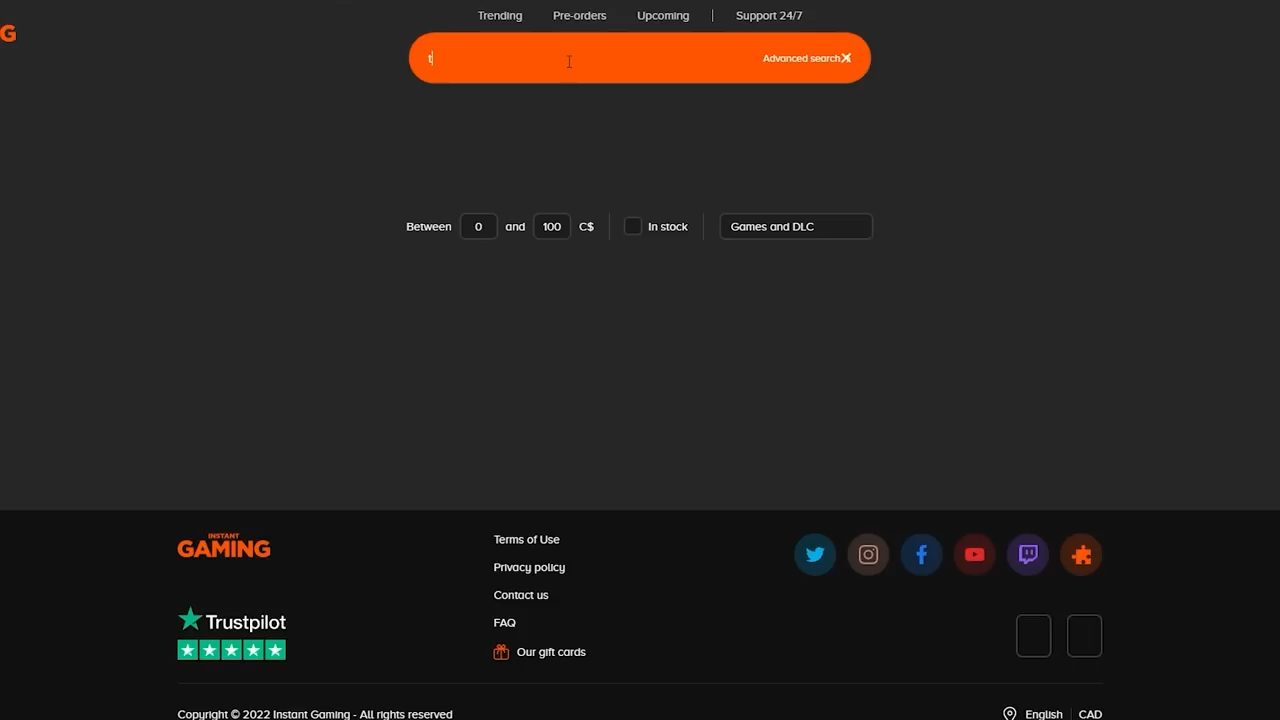 Trending Pre-orders Upcoming | Support 24/7
G
t Advanced search
Between 0 and 100 C$ In stock Games and DLC
INSTANT
GAMING
Terms of Use
Privacy policy
Contact us
FAQ
Our gift cards
Trustpilot
Copyright © 2022 Instant Gaming - All rights reserved
English CAD